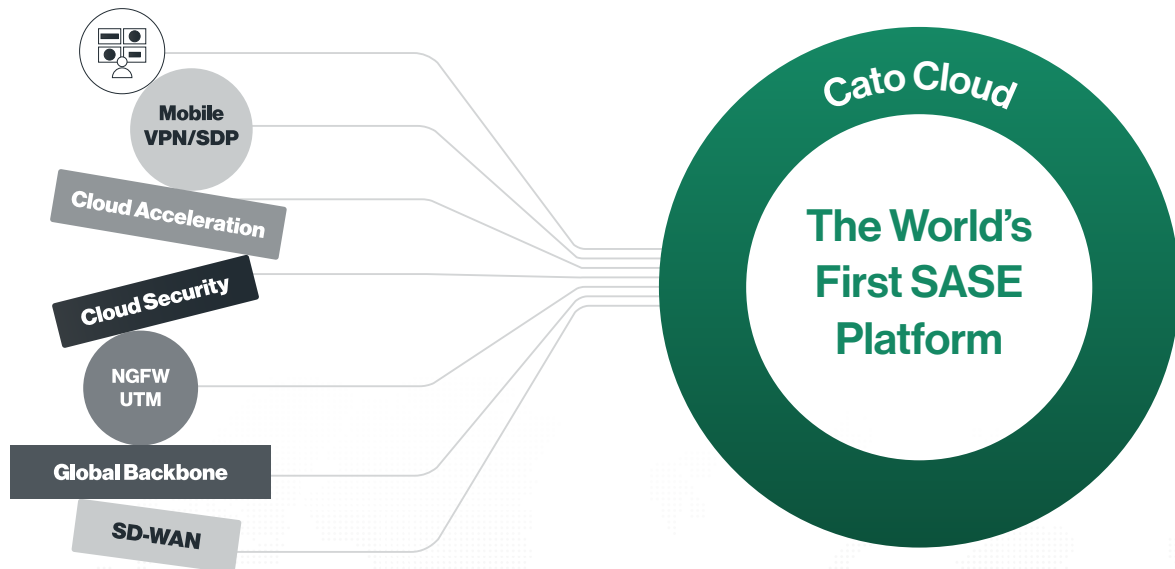 Mobile
VPN/SDP
Cloud Acceleration
Cloud Security
NGFW
UTM
Global Backbone
SD-WAN
Cato Cloud
The World’s
First SASE
Platform